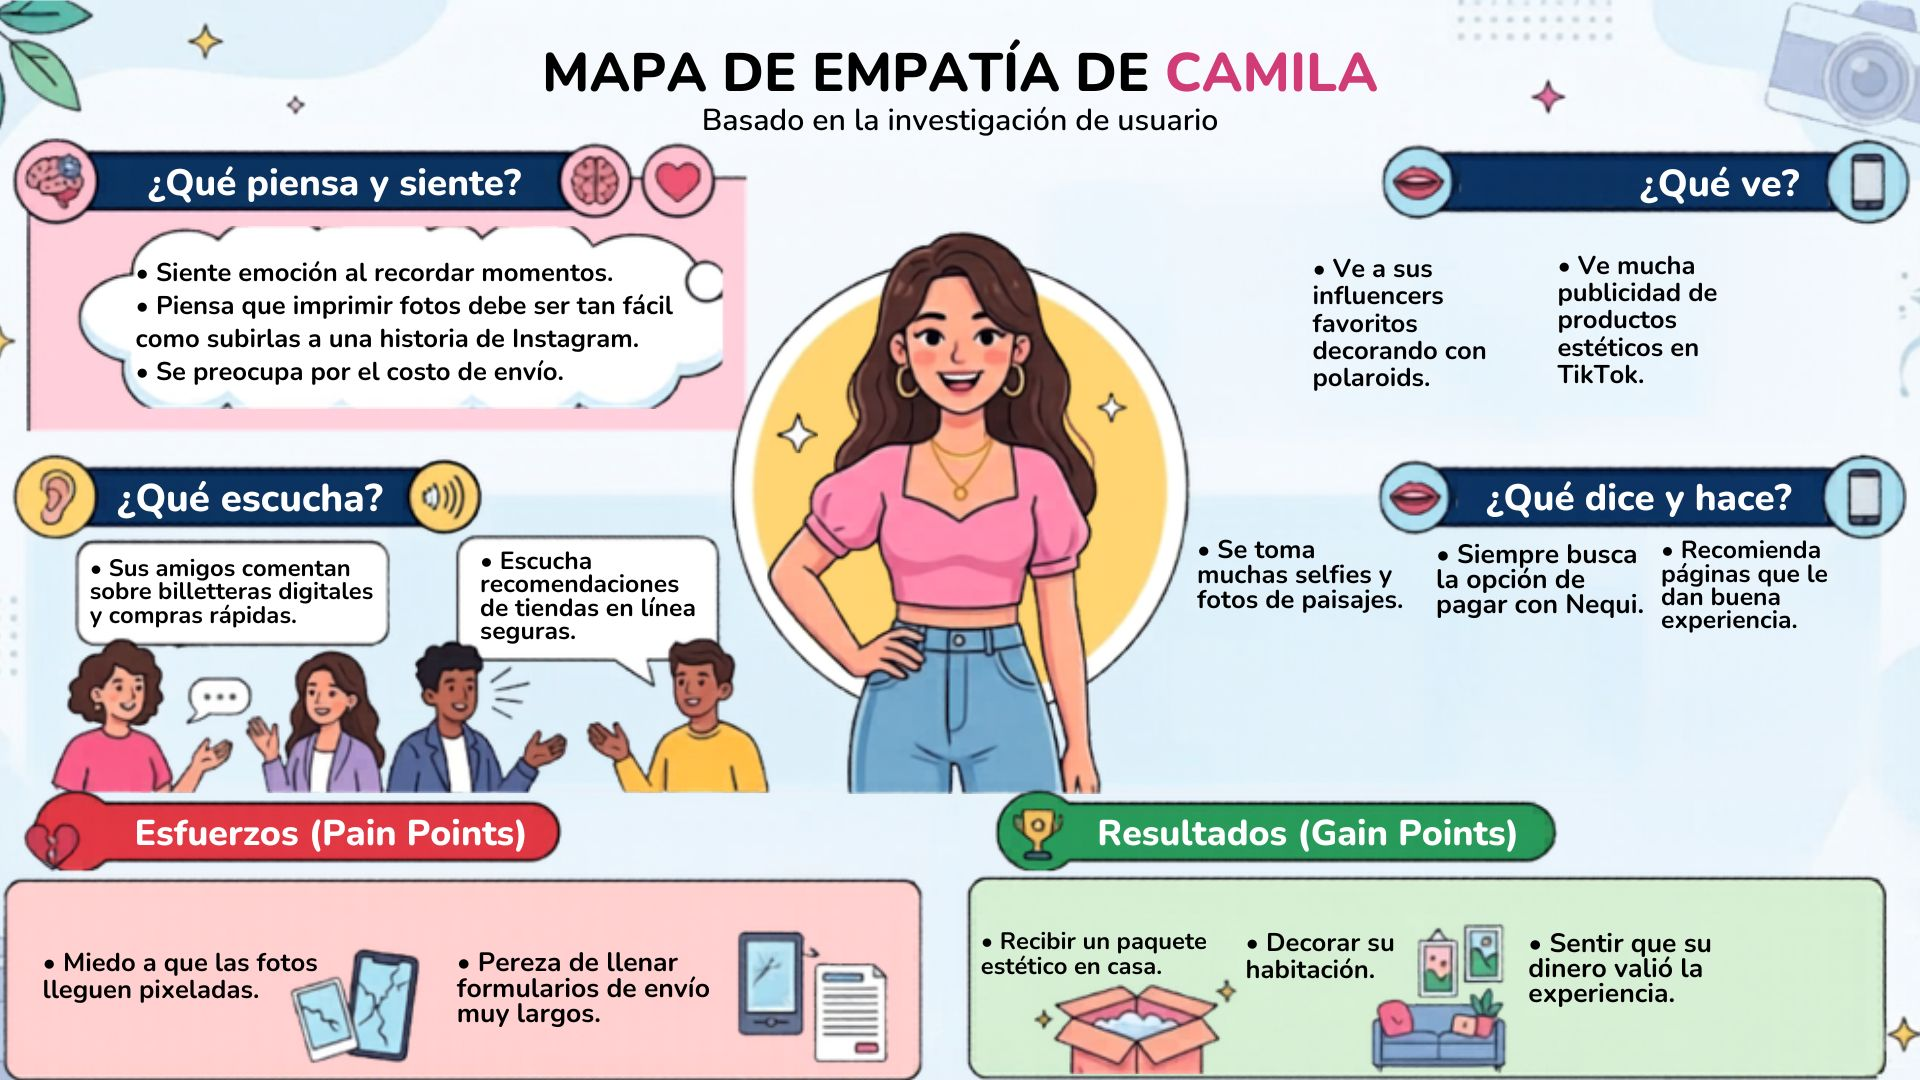 MAPA DE EMPATÍA DE CAMILA
Basado en la investigación de usuario
¿Qué piensa y siente?
• Siente emoción al recordar momentos.
• Piensa que imprimir fotos debe ser tan fácil
como subirlas a una historia de Instagram.
• Se preocupa por el costo de envío.
¿Qué ve?
• Ve a sus
influencers
favoritos
decorando con
polaroids.
• Ve mucha
publicidad de
productos
estéticos en
TikTok.
¿Qué escucha?
• Sus amigos comentan
sobre billetteras digitales
y compras rápidas.
• Escucha
recomendaciones
de tiendas en línea
seguras.
¿Qué dice y hace?
• Se toma
muchas selfies y
fotos de paisajes.
• Siempre busca
la opción de
pagar con Nequi.
• Recomienda
páginas que le
dan buena
experiencia.
Esfuerzos (Pain Points)
• Miedo a que las fotos
lleguen pixeladas.
• Pereza de llenar
formularios de envío
muy largos.
Resultados (Gain Points)
• Recibir un paquete
estético en casa.
• Decorar su
habitación.
• Sentir que su
dinero valió la
experiencia.